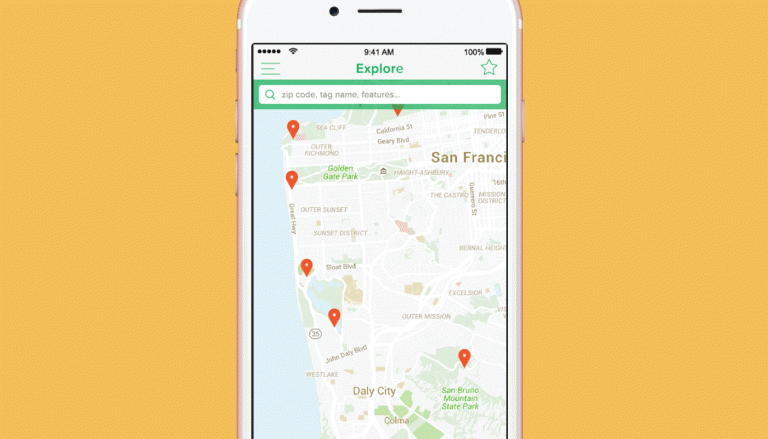 9:41 AM
100%
Explore
zip code, tag name, features...
Pine St
SEA CLIFF
California St
TENDERLO
Geary Blvd
OUTER
RICHMOND
San Franci
Golden
Gate Park
HAIGHT-ASHBURY
16th
THE CASTRO
MISSION
DISTRICT
Guerrero St
Great Hwy
OUTER SUNSET
SUNSET DISTRICT
BERNAL HEIGH
Sloat Blvd
EXCELSIOR
OUTER MISSION
35
John Daly Blvd
WESTLAKE
Daly City
San Bruno
Mountain
State Park
Colma